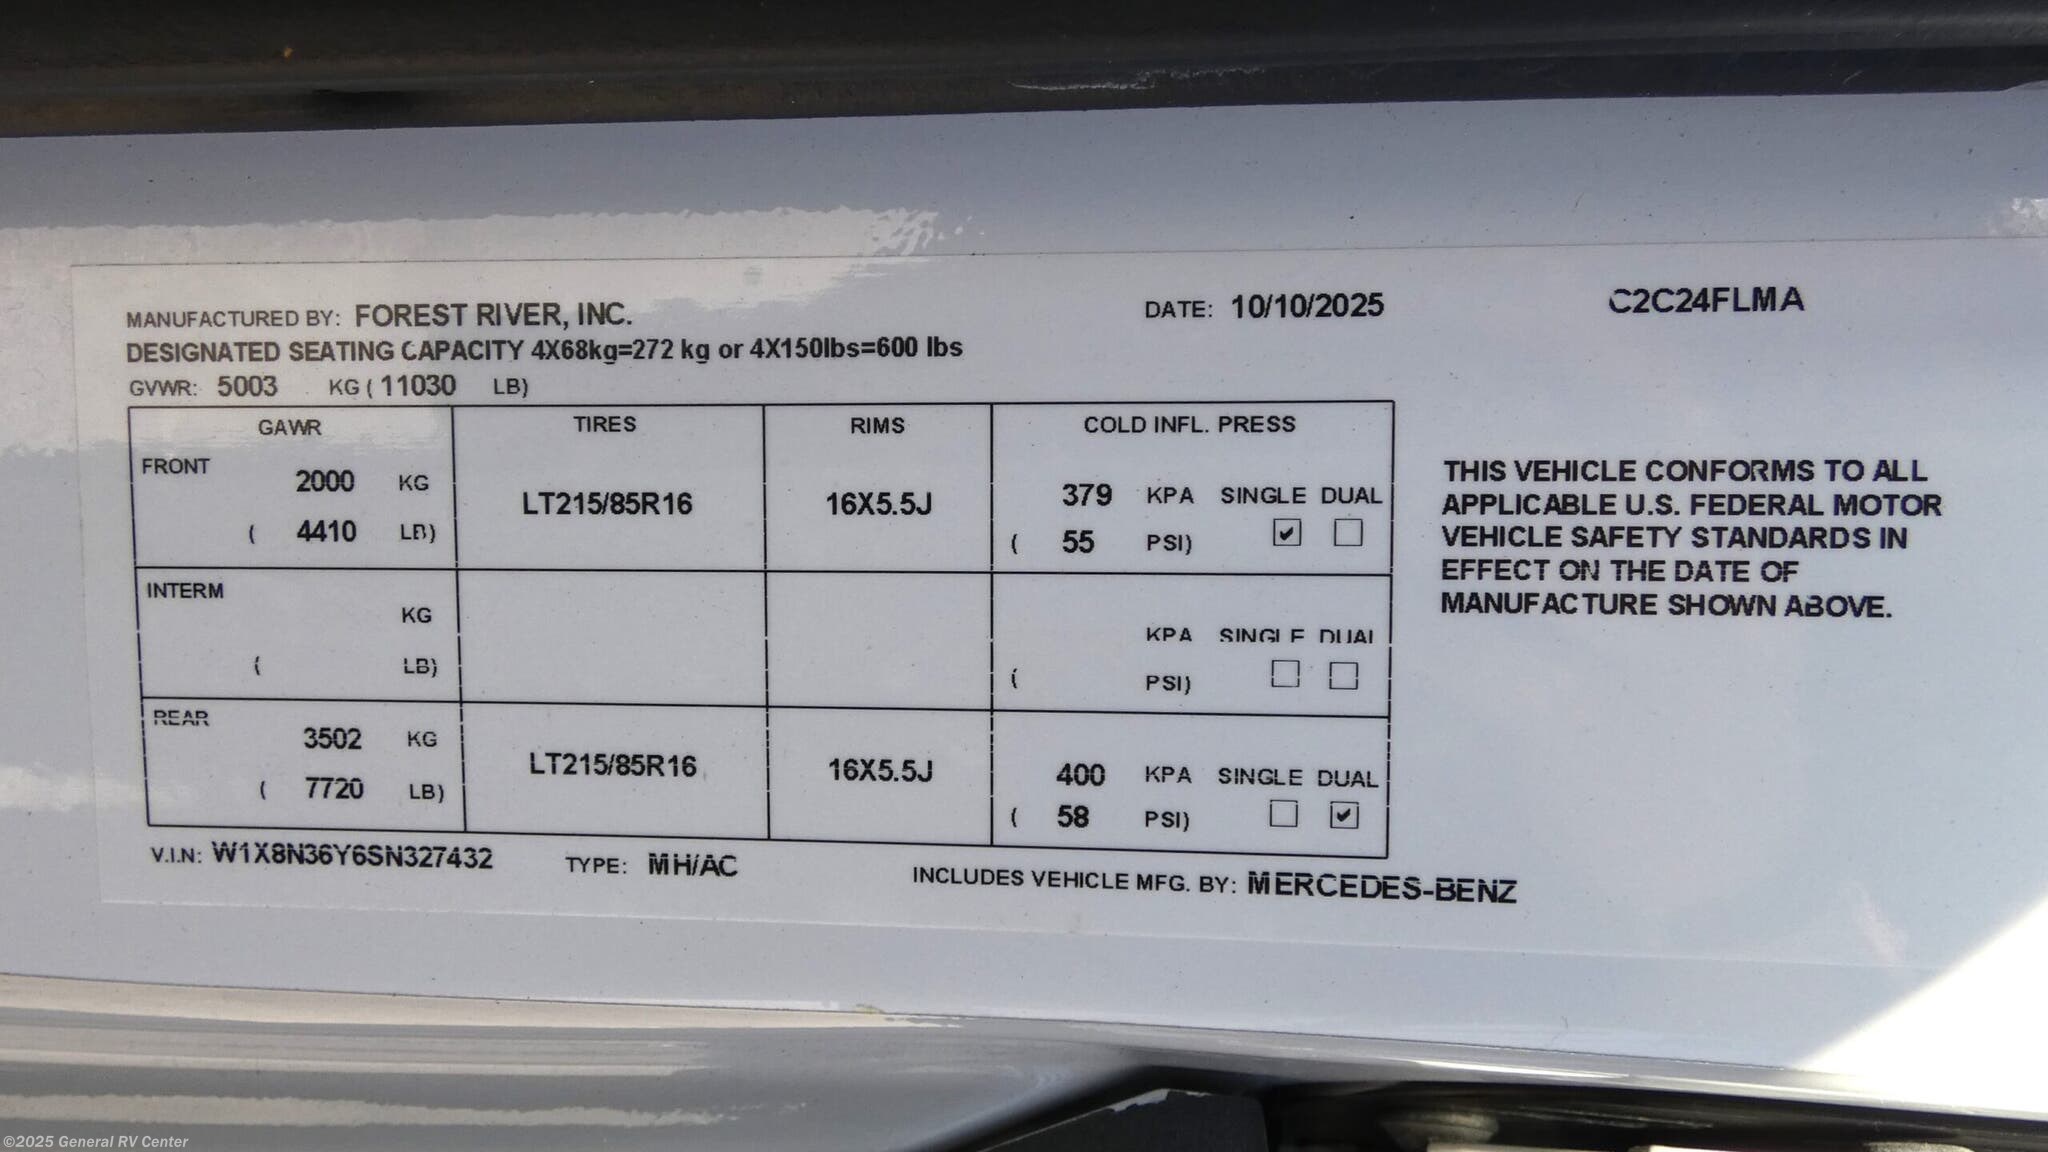 MANUFACTURED BY: FOREST RIVER, INC. DATE: 10/10/2025 C2C24FLMA
DESIGNATED SEATING CAPACITY 4X68kg=272 kg or 4X150lbs=600 lbs
GVWR: 5003 KG ( 11030 LB)
GAWR TIRES RIMS COLD INFL. PRESS
FRONT
2000 KG LT215/85R16 16X5.5J 379 KPA SINGLE DUAL
( 4410 LB) ( 55 PSI)
INTERM
KG KPA SINGLE DUAL
( LB) ( PSI)
REAR
3502 KG LT215/85R16 16X5.5J 400 KPA SINGLE DUAL
( 7720 LB) ( 58 PSI)
THIS VEHICLE CONFORMS TO ALL
APPLICABLE U.S. FEDERAL MOTOR
VEHICLE SAFETY STANDARDS IN
EFFECT ON THE DATE OF
MANUFACTURE SHOWN ABOVE.
V.I.N: W1X8N36Y6SN327432 TYPE: MH/AC INCLUDES VEHICLE MFG. BY: MERCEDES-BENZ
©2025 General RV Center